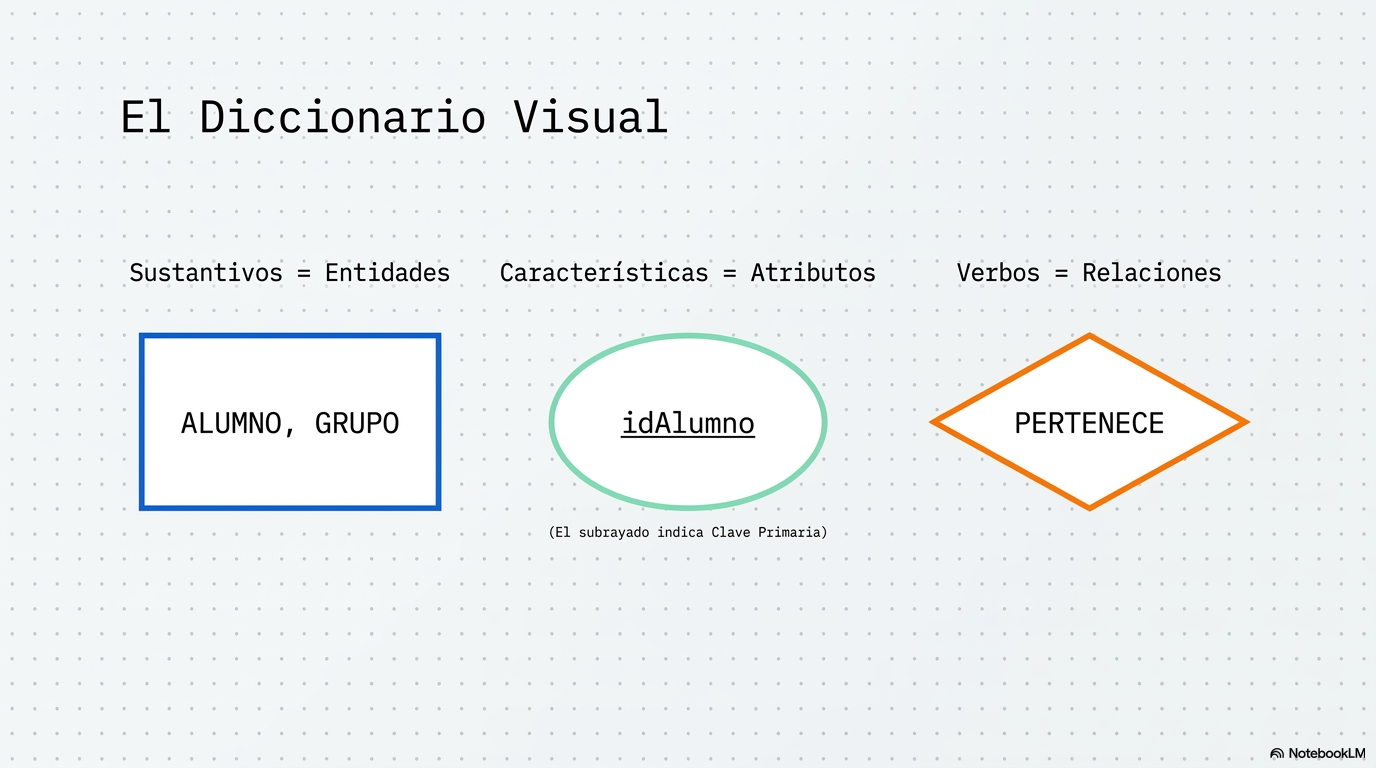 El Diccionario Visual
Sustantivos = Entidades
Características = Atributos
Verbos = Relaciones
ALUMNO, GRUPO
idAlumno
PERTENECE
(El subrayado indica Clave Primaria)
NotebookLM